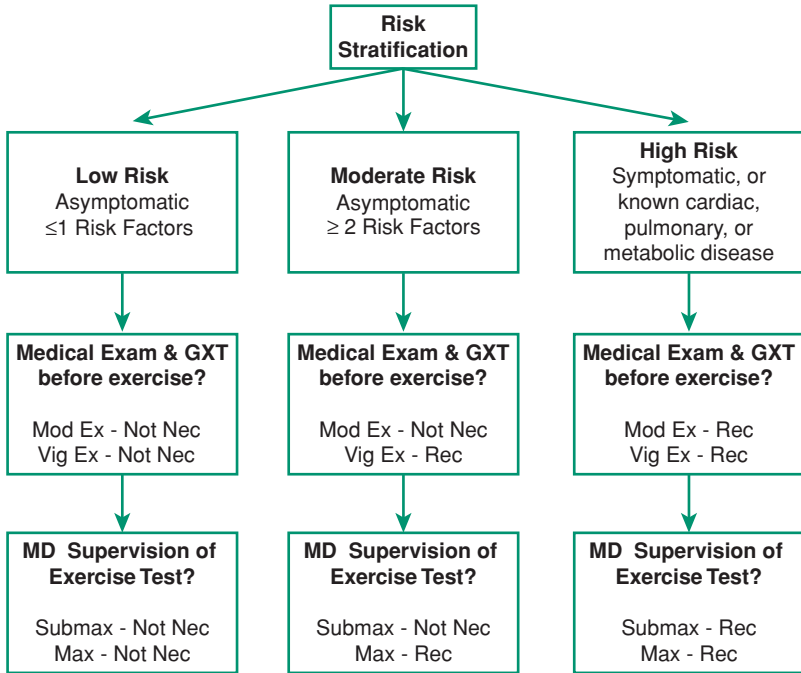 Risk
Stratification
Low Risk
Asymptomatic
≤1 Risk Factors
Moderate Risk
Asymptomatic
≥ 2 Risk Factors
High Risk
Symptomatic, or
known cardiac,
pulmonary, or
metabolic disease
Medical Exam & GXT
before exercise?
Mod Ex - Not Nec
Vig Ex - Not Nec
Medical Exam & GXT
before exercise?
Mod Ex - Not Nec
Vig Ex - Rec
Medical Exam & GXT
before exercise?
Mod Ex - Rec
Vig Ex - Rec
MD Supervision of
Exercise Test?
Submax - Not Nec
Max - Not Nec
MD Supervision of
Exercise Test?
Submax - Not Nec
Max - Rec
MD Supervision of
Exercise Test?
Submax - Rec
Max - Rec